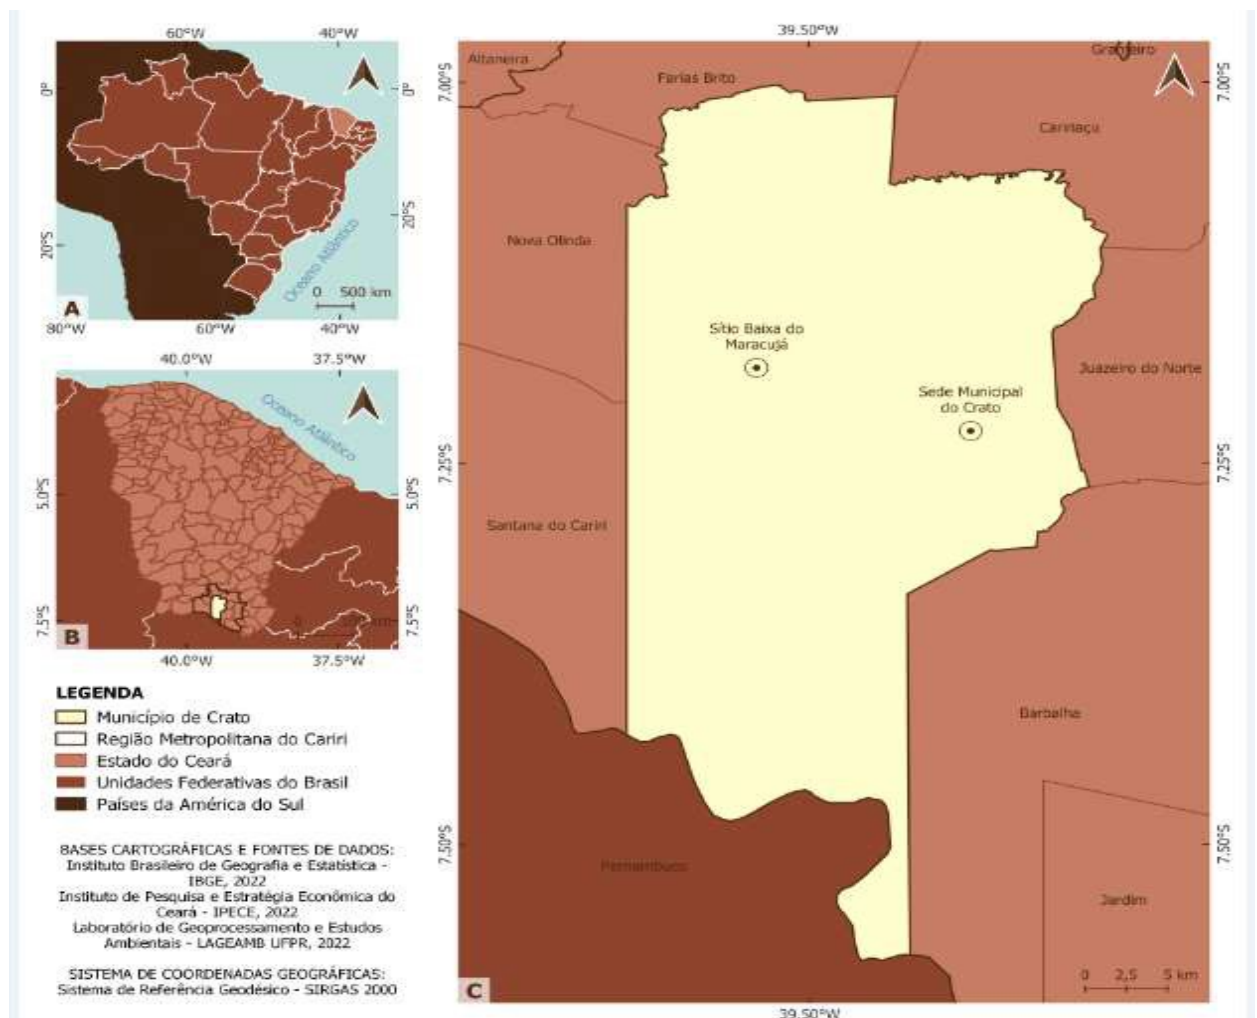 60°W 40°W
0° 0°
20°S 20°S
Oceano Atlântico
0 500 km
A
80°W 60°W 40°W
40.0°W 37.5°W
Oceano Atlântico
5.0°S 5.0°S
7.5°S 7.5°S
B
40.0°W 37.5°W
LEGENDA
Município de Crato
Região Metropolitana do Cariri
Estado do Ceará
Unidades Federativas do Brasil
Países da América do Sul
BASES CARTOGRÁFICAS E FONTES DE DADOS:
Instituto Brasileiro de Geografia e Estatística -
IBGE, 2022
Instituto de Pesquisa e Estratégia Econômica do
Ceará - IPECE, 2022
Laboratório de Geoprocessamento e Estudos
Ambientais - LAGEAMB UFPR, 2022
SISTEMA DE COORDENADAS GEOGRÁFICAS:
Sistema de Referência Geodésico - SIRGAS 2000
39.50°W
Altaneira
Granjeiro
Farias Brito
7.00°S 7.00°S
Caririaçu
Nova Olinda
Sítio Baixa do
Maracujá
Juazeiro do Norte
Sede Municipal
do Crato
7.25°S 7.25°S
Santana do Cariri
Barbalha
7.50°S 7.50°S
Pernambuco
Jardim
0 2,5 5 km
C
39.50°W